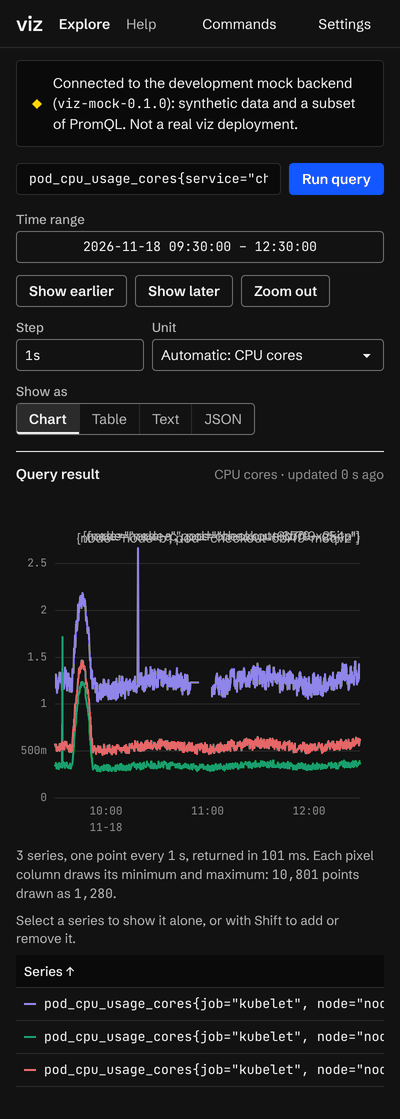 viz Explore Help Commands Settings
Connected to the development mock backend
(viz-mock-0.1.0): synthetic data and a subset
of PromQL. Not a real viz deployment.
pod_cpu_usage_cores{service="ch
Run query
Time range
2026-11-18 09:30:00 – 12:30:00
Show earlier Show later Zoom out
Step Unit
1s Automatic: CPU cores
Show as
Chart Table Text JSON
Query result CPU cores · updated 0 s ago
2.5
2
1.5
1
500m
0
10:00 11:00 12:00
11-18
3 series, one point every 1 s, returned in 101 ms. Each pixel
column draws its minimum and maximum: 10,801 points
drawn as 1,280.
Select a series to show it alone, or with Shift to add or
remove it.
Series ↑
pod_cpu_usage_cores{job="kubelet", node="noc
pod_cpu_usage_cores{job="kubelet", node="noc
pod_cpu_usage_cores{job="kubelet", node="noc